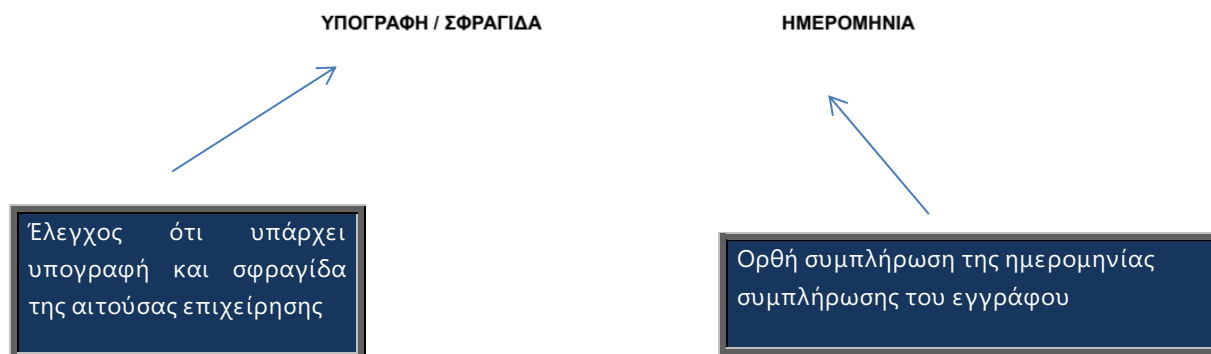 ΥΠΟΓΡΑΦΗ / ΣΦΡΑΓΙΔΑ ΗΜΕΡΟΜΗΝΙΑ
Έλεγχος ότι υπάρχει
υπογραφή και σφραγίδα
της αιτούσας επιχείρησης
Ορθή συμπλήρωση της ημερομηνίας
συμπλήρωσης του εγγράφου